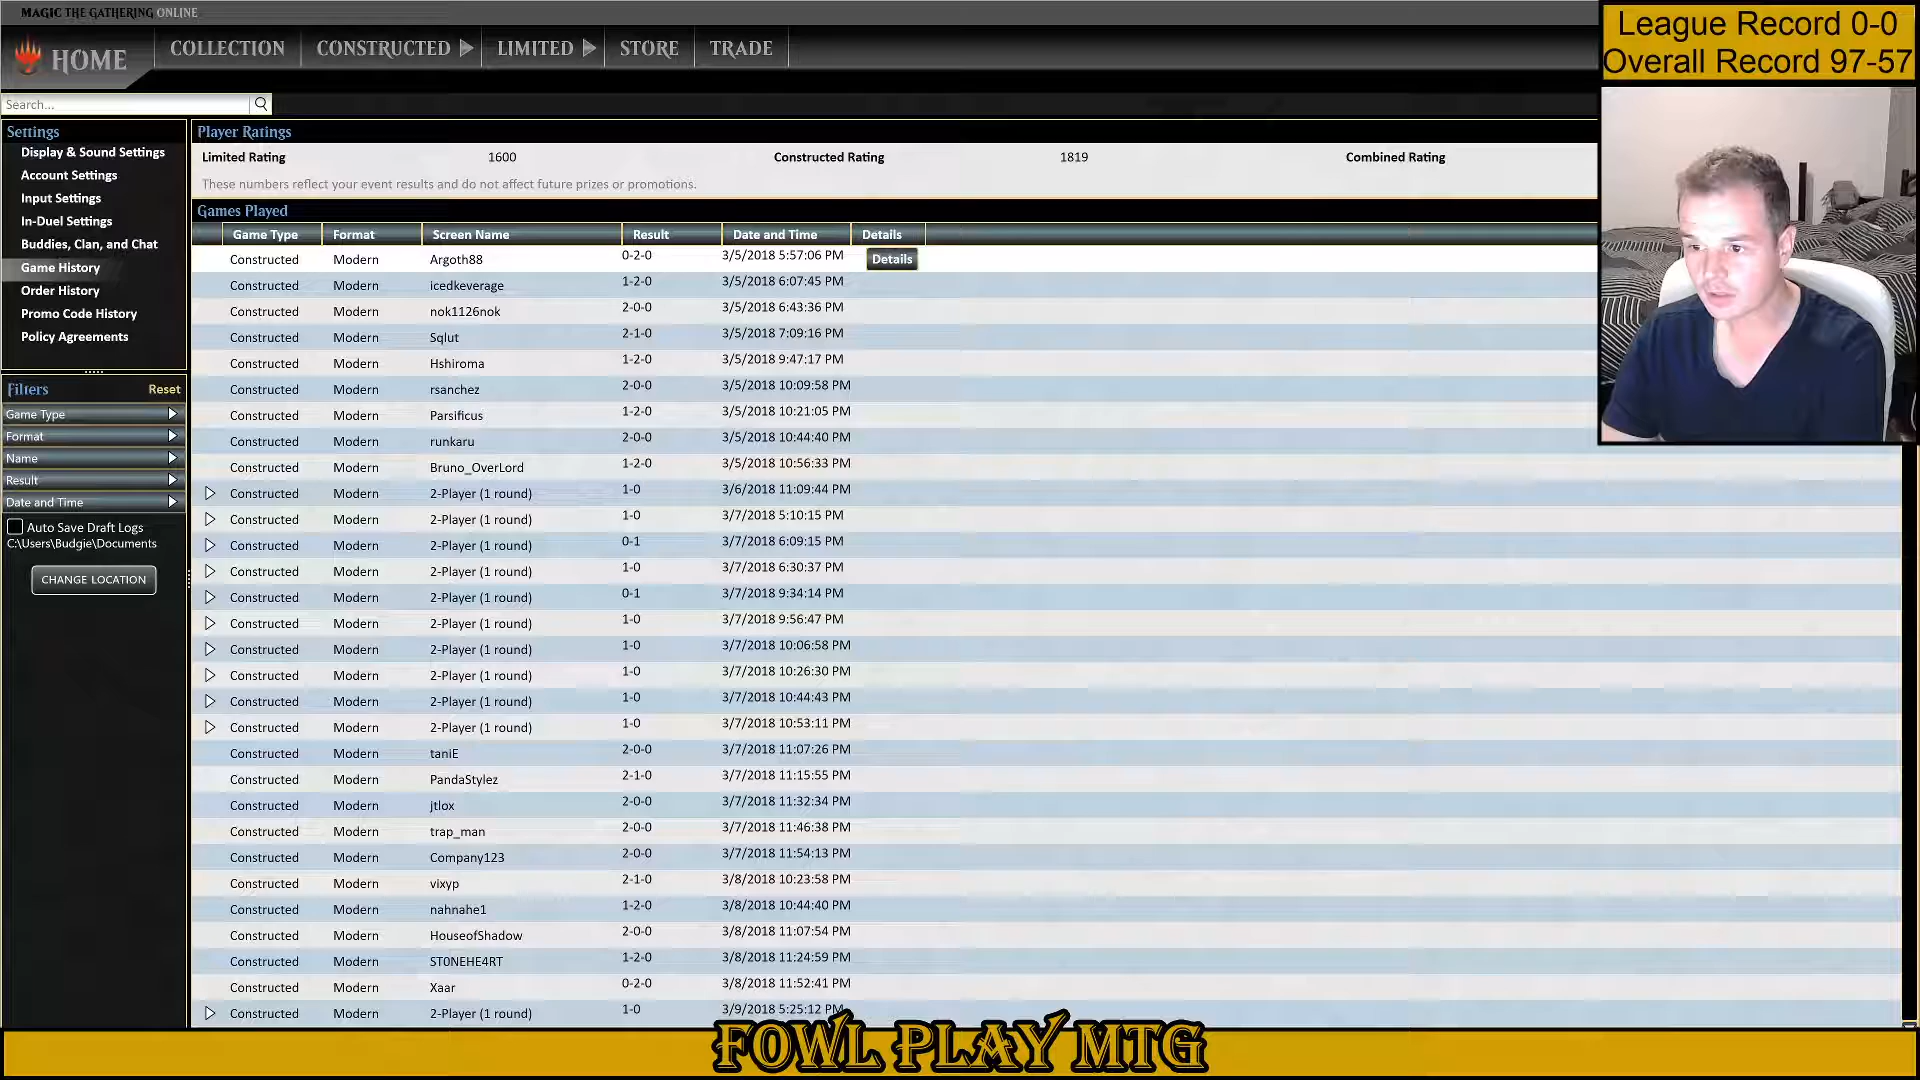 MAGIC THE GATHERING ONLINE
League Record 0-0
Overall Record 97-57
HOME
COLLECTION
CONSTRUCTED
LIMITED
STORE
TRADE
Search...
Settings
Display & Sound Settings
Account Settings
Input Settings
In-Duel Settings
Buddies, Clan, and Chat
Game History
Order History
Promo Code History
Policy Agreements
Filters Reset
Game Type
Format
Name
Result
Date and Time
Auto Save Draft Logs
C:\Users\Budgie\Documents
CHANGE LOCATION
Player Ratings
Limited Rating 1600 Constructed Rating 1819 Combined Rating
These numbers reflect your event results and do not affect future prizes or promotions.
Games Played
Game Type Format Screen Name Result Date and Time Details
Constructed Modern Argoth88 0-2-0 3/5/2018 5:57:06 PM Details
Constructed Modern icedkeverage 1-2-0 3/5/2018 6:07:45 PM
Constructed Modern nok1126nok 2-0-0 3/5/2018 6:43:36 PM
Constructed Modern Sqlut 2-1-0 3/5/2018 7:09:16 PM
Constructed Modern Hshiroma 1-2-0 3/5/2018 9:47:17 PM
Constructed Modern rsanchez 2-0-0 3/5/2018 10:09:58 PM
Constructed Modern Parsificus 1-2-0 3/5/2018 10:21:05 PM
Constructed Modern runkaru 2-0-0 3/5/2018 10:44:40 PM
Constructed Modern Bruno_OverLord 1-2-0 3/5/2018 10:56:33 PM
Constructed Modern 2-Player (1 round) 1-0 3/6/2018 11:09:44 PM
Constructed Modern 2-Player (1 round) 1-0 3/7/2018 5:10:15 PM
Constructed Modern 2-Player (1 round) 0-1 3/7/2018 6:09:15 PM
Constructed Modern 2-Player (1 round) 1-0 3/7/2018 6:30:37 PM
Constructed Modern 2-Player (1 round) 0-1 3/7/2018 9:34:14 PM
Constructed Modern 2-Player (1 round) 1-0 3/7/2018 9:56:47 PM
Constructed Modern 2-Player (1 round) 1-0 3/7/2018 10:06:58 PM
Constructed Modern 2-Player (1 round) 1-0 3/7/2018 10:26:30 PM
Constructed Modern 2-Player (1 round) 1-0 3/7/2018 10:44:43 PM
Constructed Modern 2-Player (1 round) 1-0 3/7/2018 10:53:11 PM
Constructed Modern taniE 2-0-0 3/7/2018 11:07:26 PM
Constructed Modern PandaStylez 2-1-0 3/7/2018 11:15:55 PM
Constructed Modern jtlox 2-0-0 3/7/2018 11:32:34 PM
Constructed Modern trap_man 2-0-0 3/7/2018 11:46:38 PM
Constructed Modern Company123 2-0-0 3/7/2018 11:54:13 PM
Constructed Modern vixyp 2-1-0 3/8/2018 10:23:58 PM
Constructed Modern nahnahe1 1-2-0 3/8/2018 10:44:40 PM
Constructed Modern HouseofShadow 2-0-0 3/8/2018 11:07:54 PM
Constructed Modern ST0NEHE4RT 1-2-0 3/8/2018 11:24:59 PM
Constructed Modern Xaar 0-2-0 3/8/2018 11:52:41 PM
Constructed Modern 2-Player (1 round) 1-0 3/9/2018 5:25:12 PM
FOWL PLAY MTG